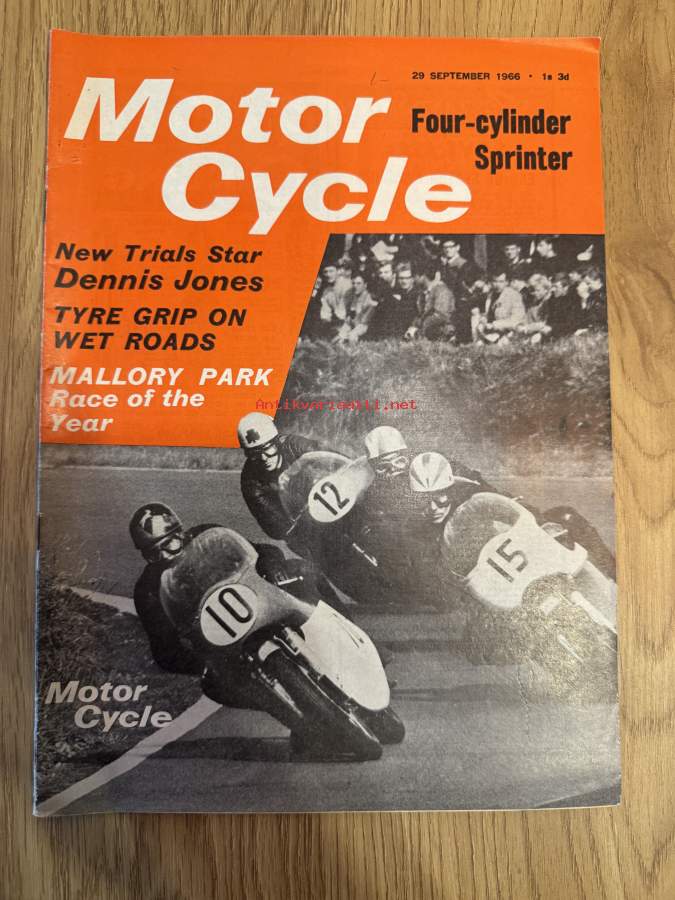 29 SEPTEMBER 1966 • 1s 3d
Motor
Cycle
Four-cylinder
Sprinter
New Trials Star
Dennis Jones
TYRE GRIP ON
WET ROADS
MALLORY PARK
Race of the
Year
Antikvariaatti.net
12
15
10
Motor
Cycle